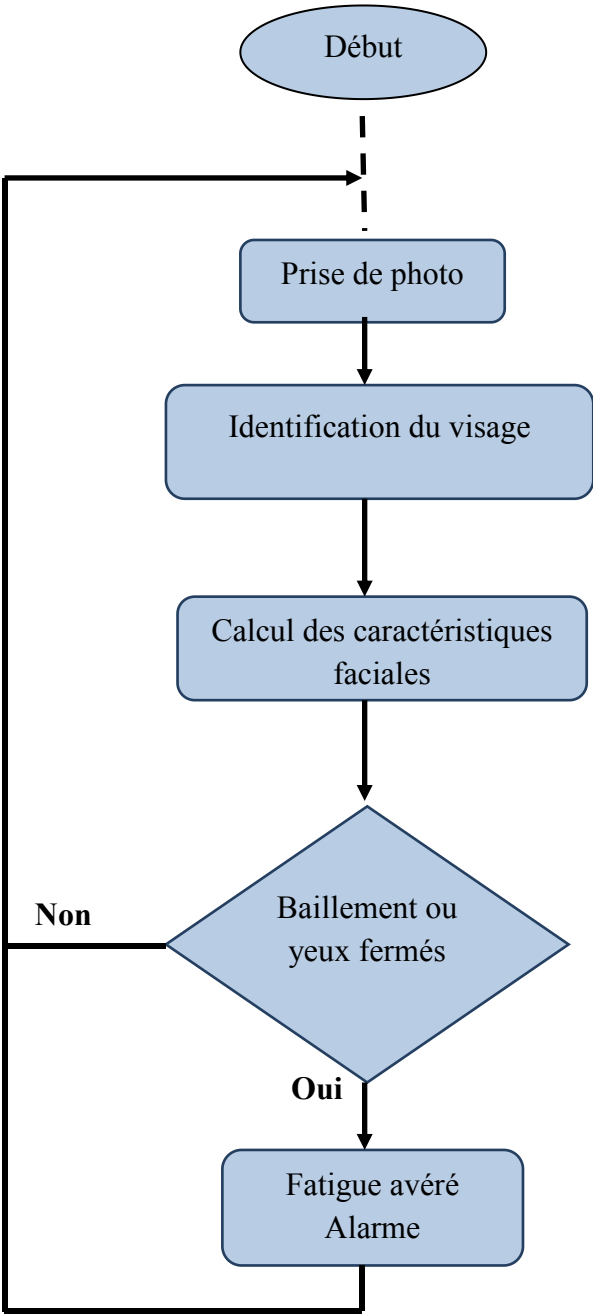 Début
Prise de photo
Identification du visage
Calcul des caractéristiques
faciales
Baillement ou
yeux fermés
Non
Oui
Fatigue avéré
Alarme